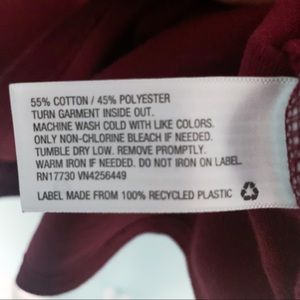 55% COTTON / 45% POLYESTER
TURN GARMENT INSIDE OUT.
MACHINE WASH COLD WITH LIKE COLORS.
ONLY NON-CHLORINE BLEACH IF NEEDED.
TUMBLE DRY LOW. REMOVE PROMPTLY.
WARM IRON IF NEEDED. DO NOT IRON ON LABEL.
RN17730 VN4256449
LABEL MADE FROM 100% RECYCLED PLASTIC